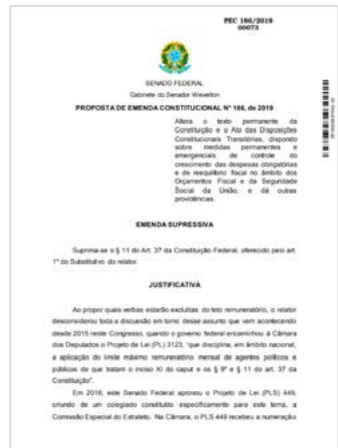 PEC 186/2019
00073
SENADO FEDERAL
Gabinete do Senador Weverton
PROPOSTA DE EMENDA CONSTITUCIONAL N° 186, de 2019
Altera o texto permanente da
Constituição e o Ato das Disposições
Constitucionais Transitórias, dispondo
sobre medidas permanentes e
emergenciais de controle do
crescimento das despesas obrigatórias
e de reequilíbrio fiscal no âmbito dos
Orçamentos Fiscal e da Seguridade
Social da União, e dá outras
providências.
EMENDA SUPRESSIVA
Suprima-se o § 11 do Art. 37 da Constituição Federal, oferecido pelo art.
1º do Substitutivo do relator.
JUSTIFICATIVA
Ao propor quais verbas estarão excluídas do teto remuneratório, o relator
desconsiderou toda a discussão em torno desse assunto que vem acontecendo
desde 2015 neste Congresso, quando o governo federal encaminhou à Câmara
dos Deputados o Projeto de Lei (PL) 3123, "que disciplina, em âmbito nacional,
a aplicação do limite máximo remuneratório mensal de agentes políticos e
públicos de que tratam o inciso XI do caput e os § 9º e § 11 do art. 37 da
Constituição".
Em 2016, este Senado Federal aprovou o Projeto de Lei (PLS) 449,
oriundo de um colegiado constituído especificamente para este tema, a
Comissão Especial do Extrateto. Na Câmara, o PLS 449 recebeu a numeração